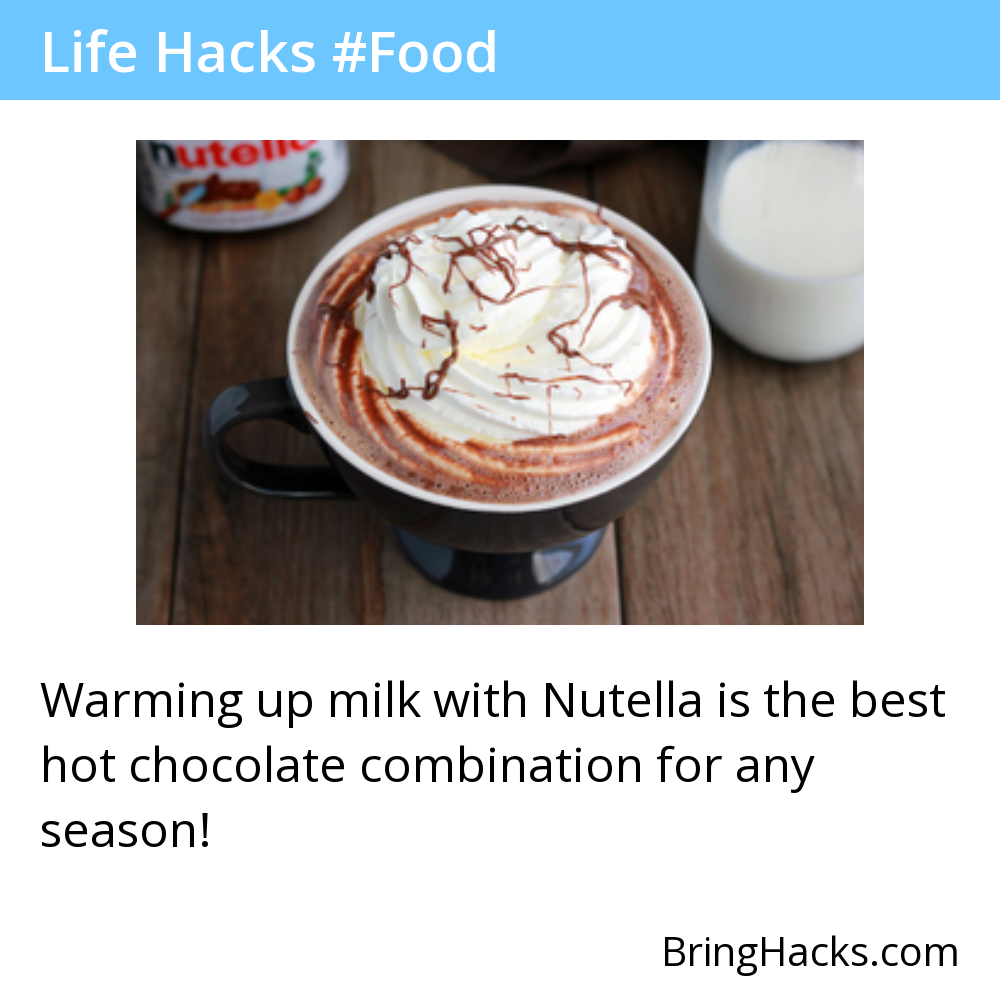 Life Hacks #Food
nutella
Warming up milk with Nutella is the best
hot chocolate combination for any
season!
BringHacks.com